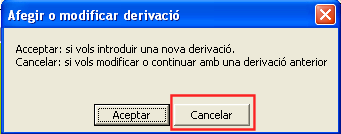 Afegir o modificar derivació
Acceptar: si vols introduir una nova derivació.
Cancelar: si vols modificar o continuar amb una derivació anterior
Aceptar
Cancelar